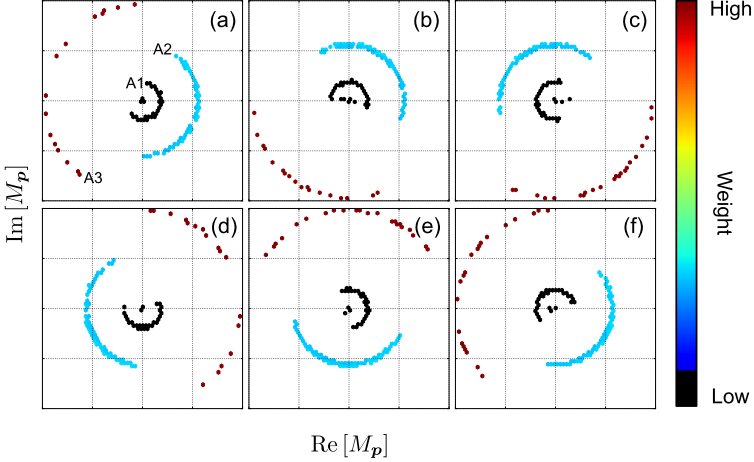 (a)
(b)
(c)
High
A2
A1
A3
Im [M_p]
Weight
(d)
(e)
(f)
Low
Re [M_p]